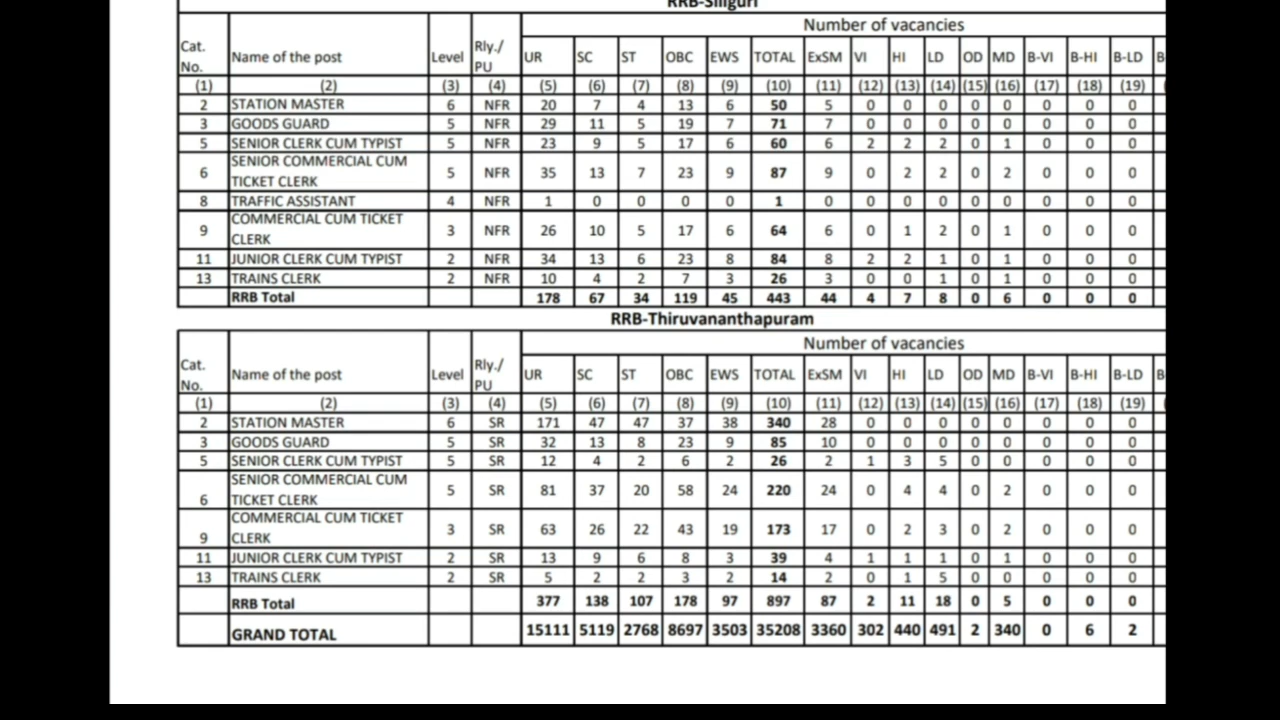 RRB-Siliguri
Number of vacancies
Cat. No. Name of the post Level Rly./ PU UR SC ST OBC EWS TOTAL ExSM VI HI LD OD MD B-VI B-HI B-LD
(1) (2) (3) (4) (5) (6) (7) (8) (9) (10) (11) (12) (13) (14) (15) (16) (17) (18) (19)
2 STATION MASTER 6 NFR 20 7 4 13 6 50 5 0 0 0 0 0 0 0 0
3 GOODS GUARD 5 NFR 29 11 5 19 7 71 7 0 0 0 0 0 0 0 0
5 SENIOR CLERK CUM TYPIST 5 NFR 23 9 5 17 6 60 6 2 2 2 0 1 0 0 0
6 SENIOR COMMERCIAL CUM TICKET CLERK 5 NFR 35 13 7 23 9 87 9 0 2 2 0 2 0 0 0
8 TRAFFIC ASSISTANT 4 NFR 1 0 0 0 0 1 0 0 0 0 0 0 0 0 0
9 COMMERCIAL CUM TICKET CLERK 3 NFR 26 10 5 17 6 64 6 0 1 2 0 1 0 0 0
11 JUNIOR CLERK CUM TYPIST 2 NFR 34 13 6 23 8 84 8 2 2 1 0 1 0 0 0
13 TRAINS CLERK 2 NFR 10 4 2 7 3 26 3 0 0 1 0 1 0 0 0
RRB Total 178 67 34 119 45 443 44 4 7 8 0 6 0 0 0
RRB-Thiruvananthapuram
Number of vacancies
Cat. No. Name of the post Level Rly./ PU UR SC ST OBC EWS TOTAL ExSM VI HI LD OD MD B-VI B-HI B-LD
(1) (2) (3) (4) (5) (6) (7) (8) (9) (10) (11) (12) (13) (14) (15) (16) (17) (18) (19)
2 STATION MASTER 6 SR 171 47 47 37 38 340 28 0 0 0 0 0 0 0 0
3 GOODS GUARD 5 SR 32 13 8 23 9 85 10 0 0 0 0 0 0 0 0
5 SENIOR CLERK CUM TYPIST 5 SR 12 4 2 6 2 26 2 1 3 5 0 0 0 0 0
6 SENIOR COMMERCIAL CUM TICKET CLERK 5 SR 81 37 20 58 24 220 24 0 4 4 0 2 0 0 0
9 COMMERCIAL CUM TICKET CLERK 3 SR 63 26 22 43 19 173 17 0 2 3 0 2 0 0 0
11 JUNIOR CLERK CUM TYPIST 2 SR 13 9 6 8 3 39 4 1 1 1 0 1 0 0 0
13 TRAINS CLERK 2 SR 5 2 2 3 2 14 2 0 1 5 0 0 0 0 0
RRB Total 377 138 107 178 97 897 87 2 11 18 0 5 0 0 0
GRAND TOTAL 15111 5119 2768 8697 3503 35208 3360 302 440 491 2 340 0 6 2